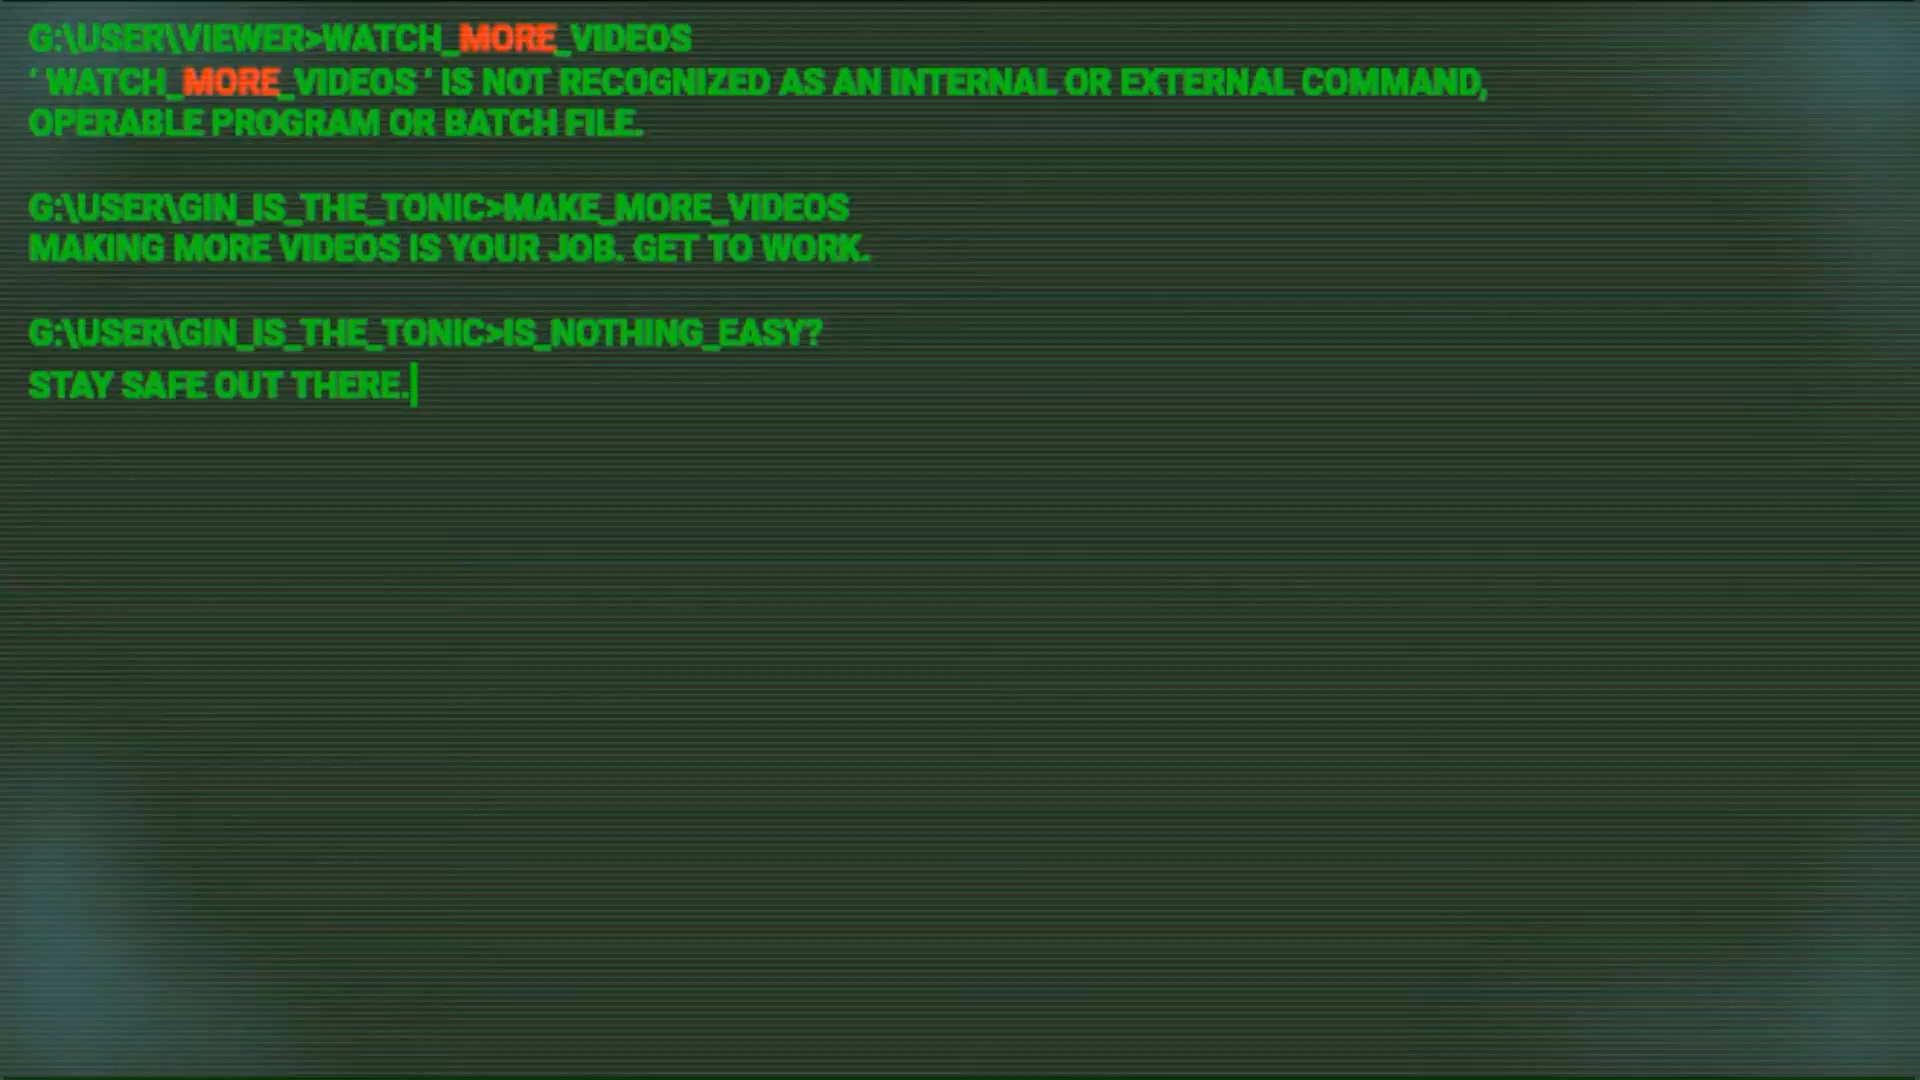 G:\USER\VIEWER>WATCH_MORE_VIDEOS
' WATCH_MORE_VIDEOS ' IS NOT RECOGNIZED AS AN INTERNAL OR EXTERNAL COMMAND,
OPERABLE PROGRAM OR BATCH FILE.
G:\USER\GIN_IS_THE_TONIC>MAKE_MORE_VIDEOS
MAKING MORE VIDEOS IS YOUR JOB. GET TO WORK.
G:\USER\GIN_IS_THE_TONIC>IS_NOTHING_EASY?
STAY SAFE OUT THERE.